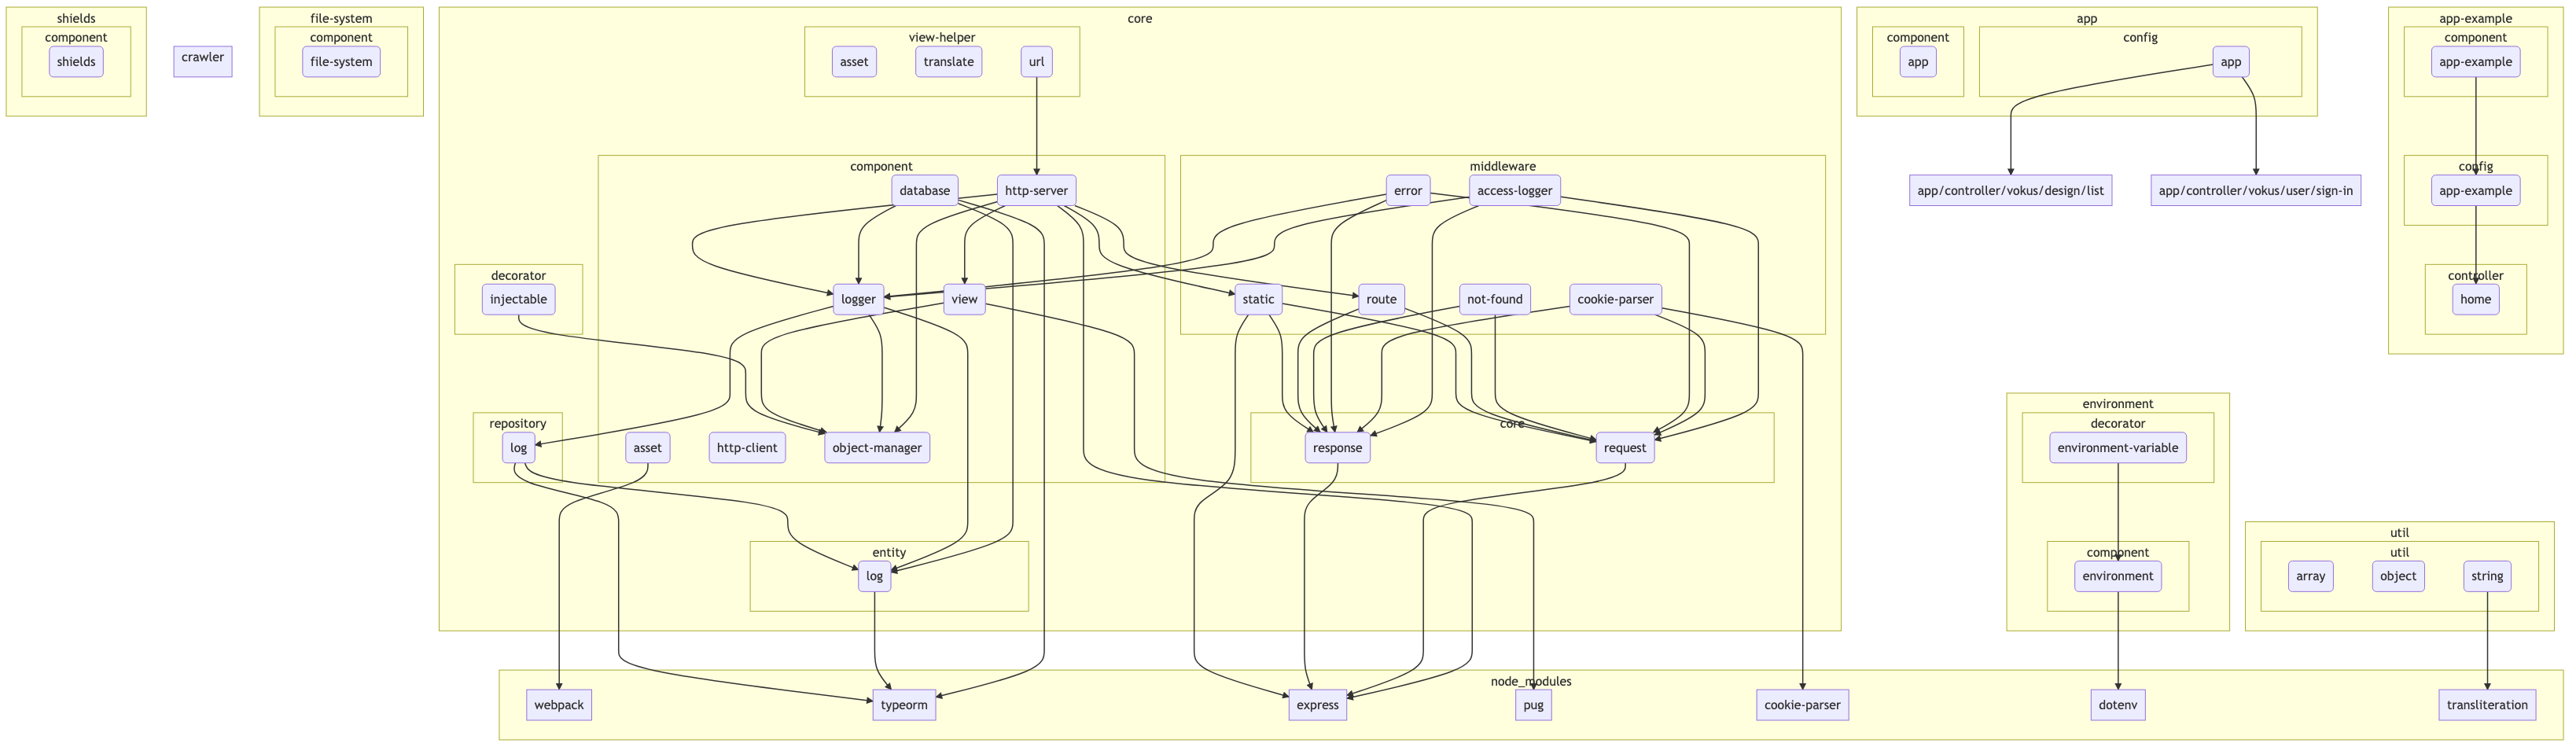 shields
component
shields
crawler
file-system
component
file-system
core
view-helper
asset
translate
url
component
database
http-server
logger
view
asset
http-client
object-manager
decorator
injectable
repository
log
entity
log
middleware
error
access-logger
static
route
not-found
cookie-parser
core
response
request
app
component
app
config
app
app/controller/vokus/design/list
app/controller/vokus/user/sign-in
app-example
component
app-example
config
app-example
controller
home
environment
decorator
environment-variable
component
environment
util
util
array
object
string
node_modules
webpack
typeorm
express
pug
cookie-parser
dotenv
transliteration